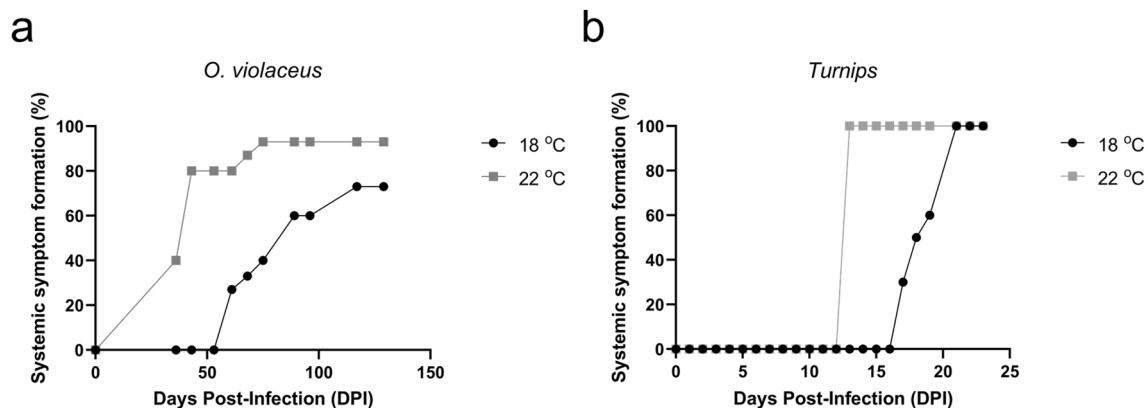 a
O. violaceus
Systemic symptom formation (%)
100
80
60
40
20
0
0
50
100
150
Days Post-Infection (DPI)
18 °C
22 °C
b
Turnips
Systemic symptom formation (%)
100
80
60
40
20
0
0
5
10
15
20
25
Days Post-Infection (DPI)
18 °C
22 °C